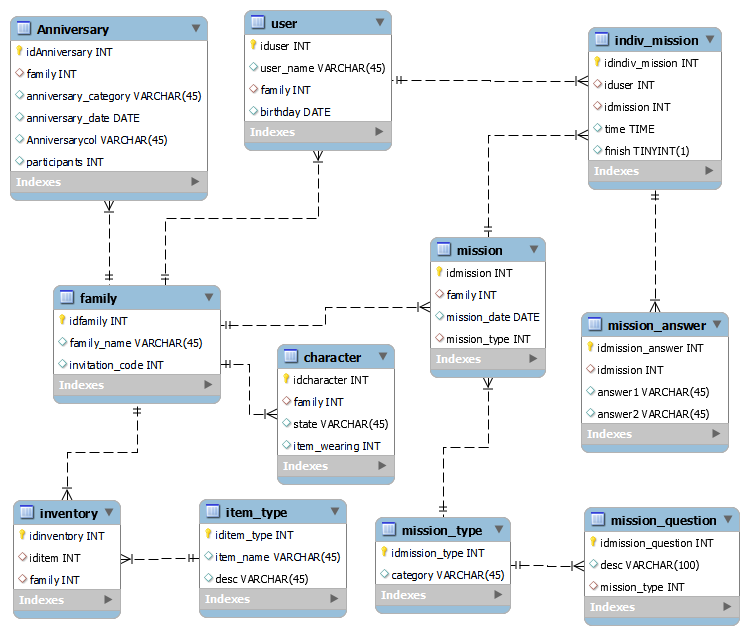 Anniversary
idAnniversary INT
family INT
anniversary_category VARCHAR(45)
anniversary_date DATE
Anniversarycol VARCHAR(45)
participants INT
Indexes
user
iduser INT
user_name VARCHAR(45)
family INT
birthday DATE
Indexes
indiv_mission
idindiv_mission INT
iduser INT
idmission INT
time TIME
finish TINYINT(1)
Indexes
family
idfamily INT
family_name VARCHAR(45)
invitation_code INT
Indexes
mission
idmission INT
family INT
mission_date DATE
mission_type INT
Indexes
character
idcharacter INT
family INT
state VARCHAR(45)
item_wearing INT
Indexes
mission_answer
idmission_answer INT
idmission INT
answer1 VARCHAR(45)
answer2 VARCHAR(45)
Indexes
inventory
idinventory INT
iditem INT
family INT
Indexes
item_type
iditem_type INT
item_name VARCHAR(45)
desc VARCHAR(45)
Indexes
mission_type
idmission_type INT
category VARCHAR(45)
Indexes
mission_question
idmission_question INT
desc VARCHAR(100)
mission_type INT
Indexes